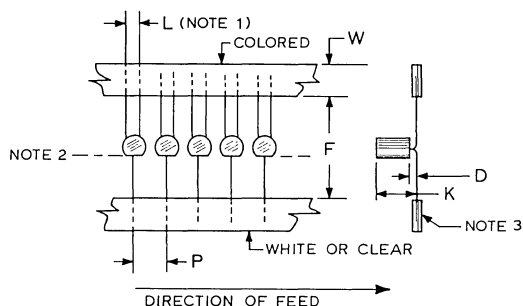 L (NOTE 1)
COLORED
W
NOTE 2
F
D
K
NOTE 3
P
WHITE OR CLEAR
DIRECTION OF FEED